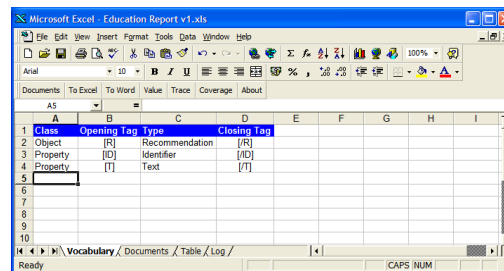 Microsoft Excel - Education Report v1.xls
File Edit View Insert Format Tools Data Window Help
100%
Arial 10 B I U % ,
Documents To Excel To Word Value Trace Coverage About
A5 =
A B C D E F G H I
1 Class Opening Tag Type Closing Tag
2 Object [R] Recommendation [/R]
3 Property [ID] Identifier [/ID]
4 Property [T] Text [/T]
5
6
7
8
9
10
Vocabulary / Documents / Table / Log /
Ready CAPS NUM